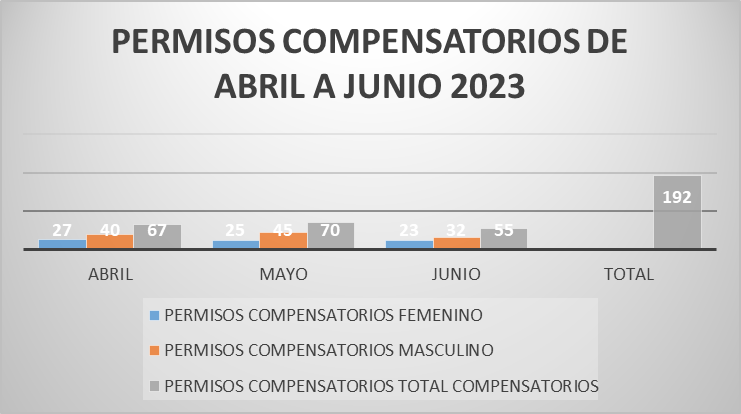 PERMISOS COMPENSATORIOS DE
ABRIL A JUNIO 2023
27 40 67 25 45 70 23 32 55 192
ABRIL MAYO JUNIO TOTAL
PERMISOS COMPENSATORIOS FEMENINO
PERMISOS COMPENSATORIOS MASCULINO
PERMISOS COMPENSATORIOS TOTAL COMPENSATORIOS